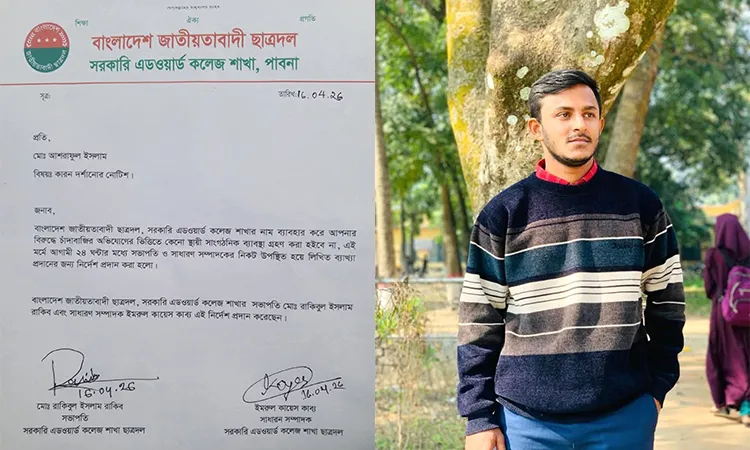 শিক্ষা ঐক্য প্রগতি
বাংলাদেশ জাতীয়তাবাদী ছাত্রদল
সরকারি এডওয়ার্ড কলেজ শাখা, পাবনা
সূত্র: তারিখ: 16.04.26
প্রতি,
মোঃ আশরাফুল ইসলাম
বিষয়ঃ কারন দর্শানোর নোটিশ।
জনাব,
বাংলাদেশ জাতীয়তাবাদী ছাত্রদল, সরকারি এডওয়ার্ড কলেজ শাখার নাম ব্যাবহার করে আপনার
বিরুদ্ধে চাঁদাবাজির অভিযোগের ভিত্তিতে কেনো স্থায়ী সাংগঠনিক ব্যাবস্থা গ্রহণ করা হইবে না, এই
মর্মে আগামী ২৪ ঘন্টার মধ্যে সভাপতি ও সাধারণ সম্পাদকের নিকট উপস্থিত হয়ে লিখিত ব্যাখ্যা
প্রদানের জন্য নির্দেশ প্রদান করা হলো।
বাংলাদেশ জাতীয়তাবাদী ছাত্রদল, সরকারি এডওয়ার্ড কলেজ শাখার সভাপতি মোঃ রাকিবুল ইসলাম
রাকিব এবং সাধারণ সম্পাদক ইমরুল কায়েস কাব্য এই নির্দেশ প্রদান করেছেন।
16.04.26 16.04.26
মোঃ রাকিবুল ইসলাম রাকিব ইমরুল কায়েস কাব্য
সভাপতি সাধারন সম্পাদক
সরকারি এডওয়ার্ড কলেজ শাখা ছাত্রদল সরকারি এডওয়ার্ড কলেজ শাখা ছাত্রদল